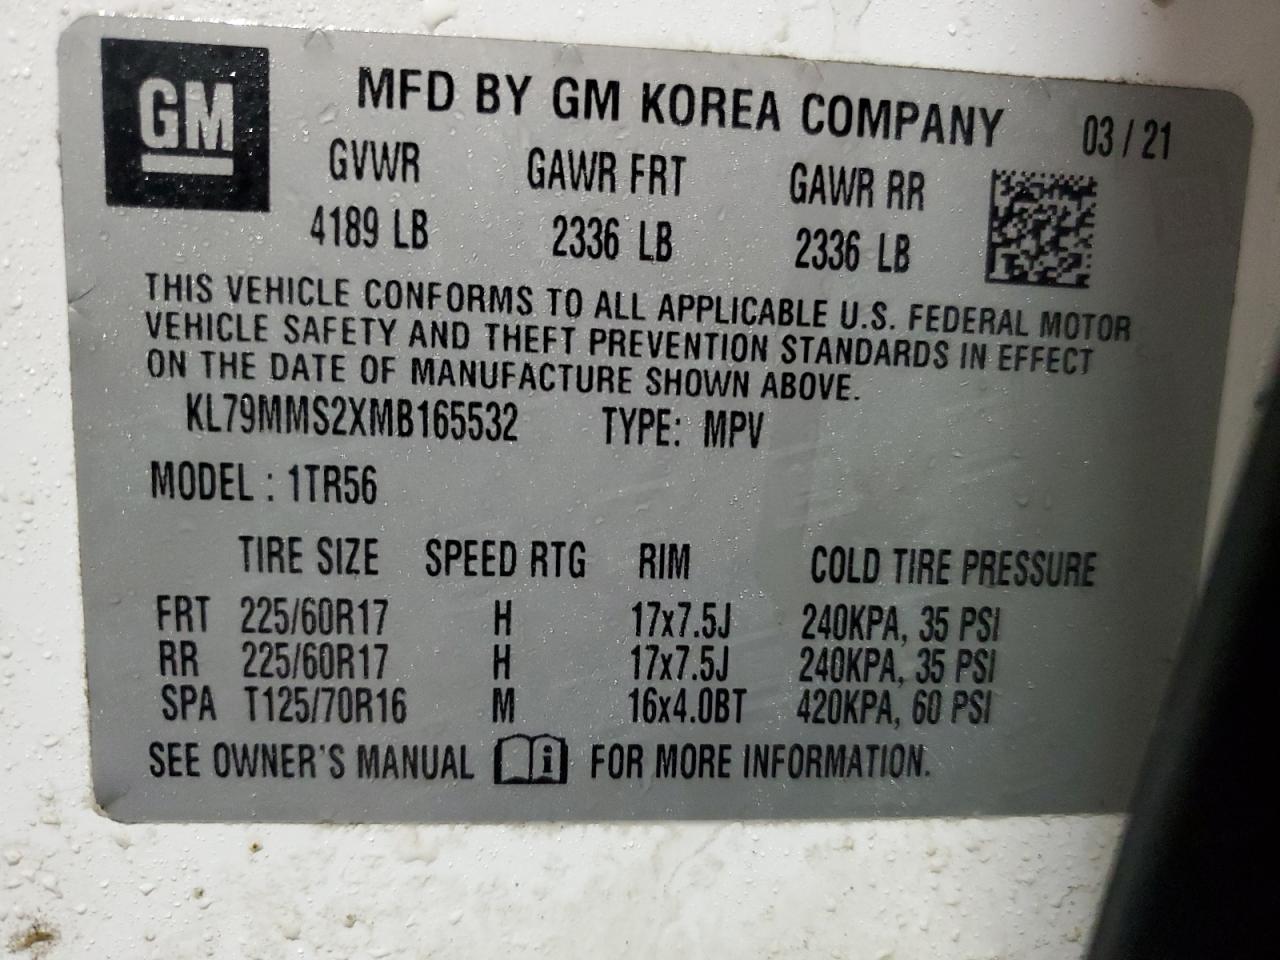 GM
MFD BY GM KOREA COMPANY 03 / 21
GVWR GAWR FRT GAWR RR
4189 LB 2336 LB 2336 LB
THIS VEHICLE CONFORMS TO ALL APPLICABLE U.S. FEDERAL MOTOR
VEHICLE SAFETY AND THEFT PREVENTION STANDARDS IN EFFECT
ON THE DATE OF MANUFACTURE SHOWN ABOVE.
KL79MMS2XMB165532 TYPE: MPV
MODEL : 1TR56
TIRE SIZE SPEED RTG RIM COLD TIRE PRESSURE
FRT 225/60R17 H 17x7.5J 240KPA, 35 PSI
RR 225/60R17 H 17x7.5J 240KPA, 35 PSI
SPA T125/70R16 M 16x4.0BT 420KPA, 60 PSI
SEE OWNER'S MANUAL i FOR MORE INFORMATION.